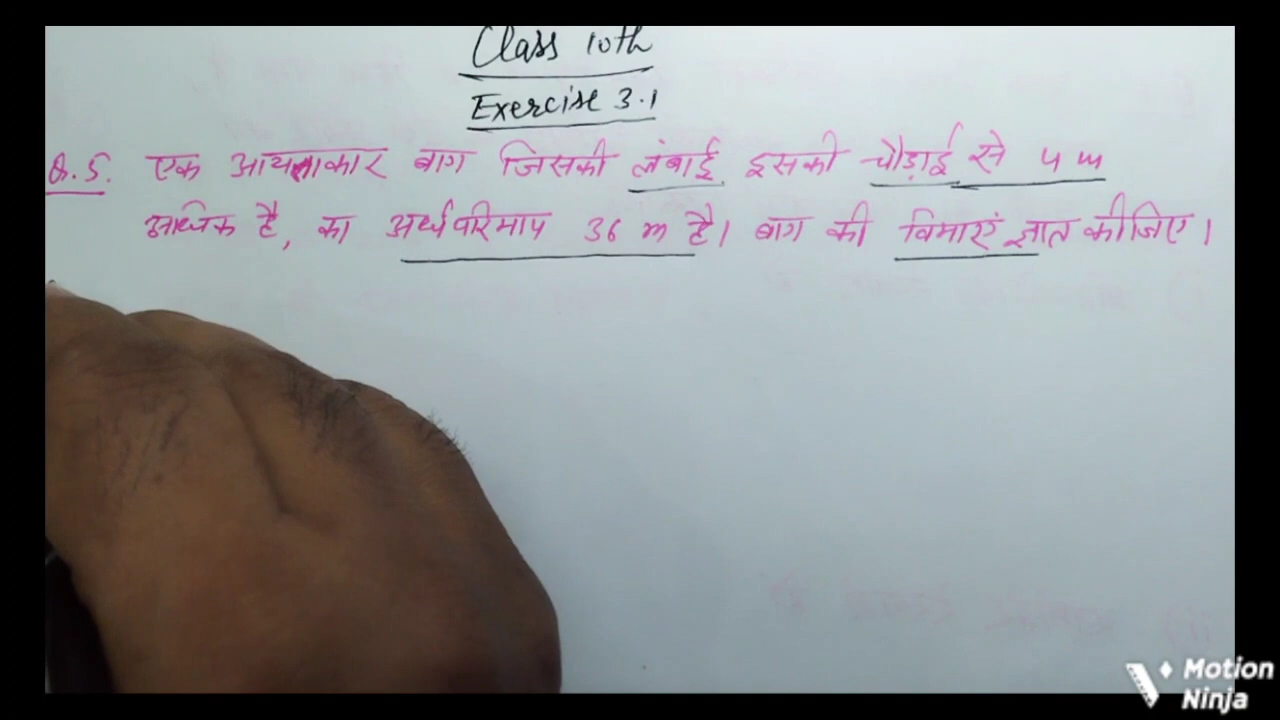 Class 10th
Exercise 3.1
Q.5. एक आयताकार बाग जिसकी लंबाई, इसकी चौड़ाई से 4 m
अधिक है, का अर्धपरिमाप 36 m है। बाग की विमाएं ज्ञात कीजिए।
Motion
Ninja